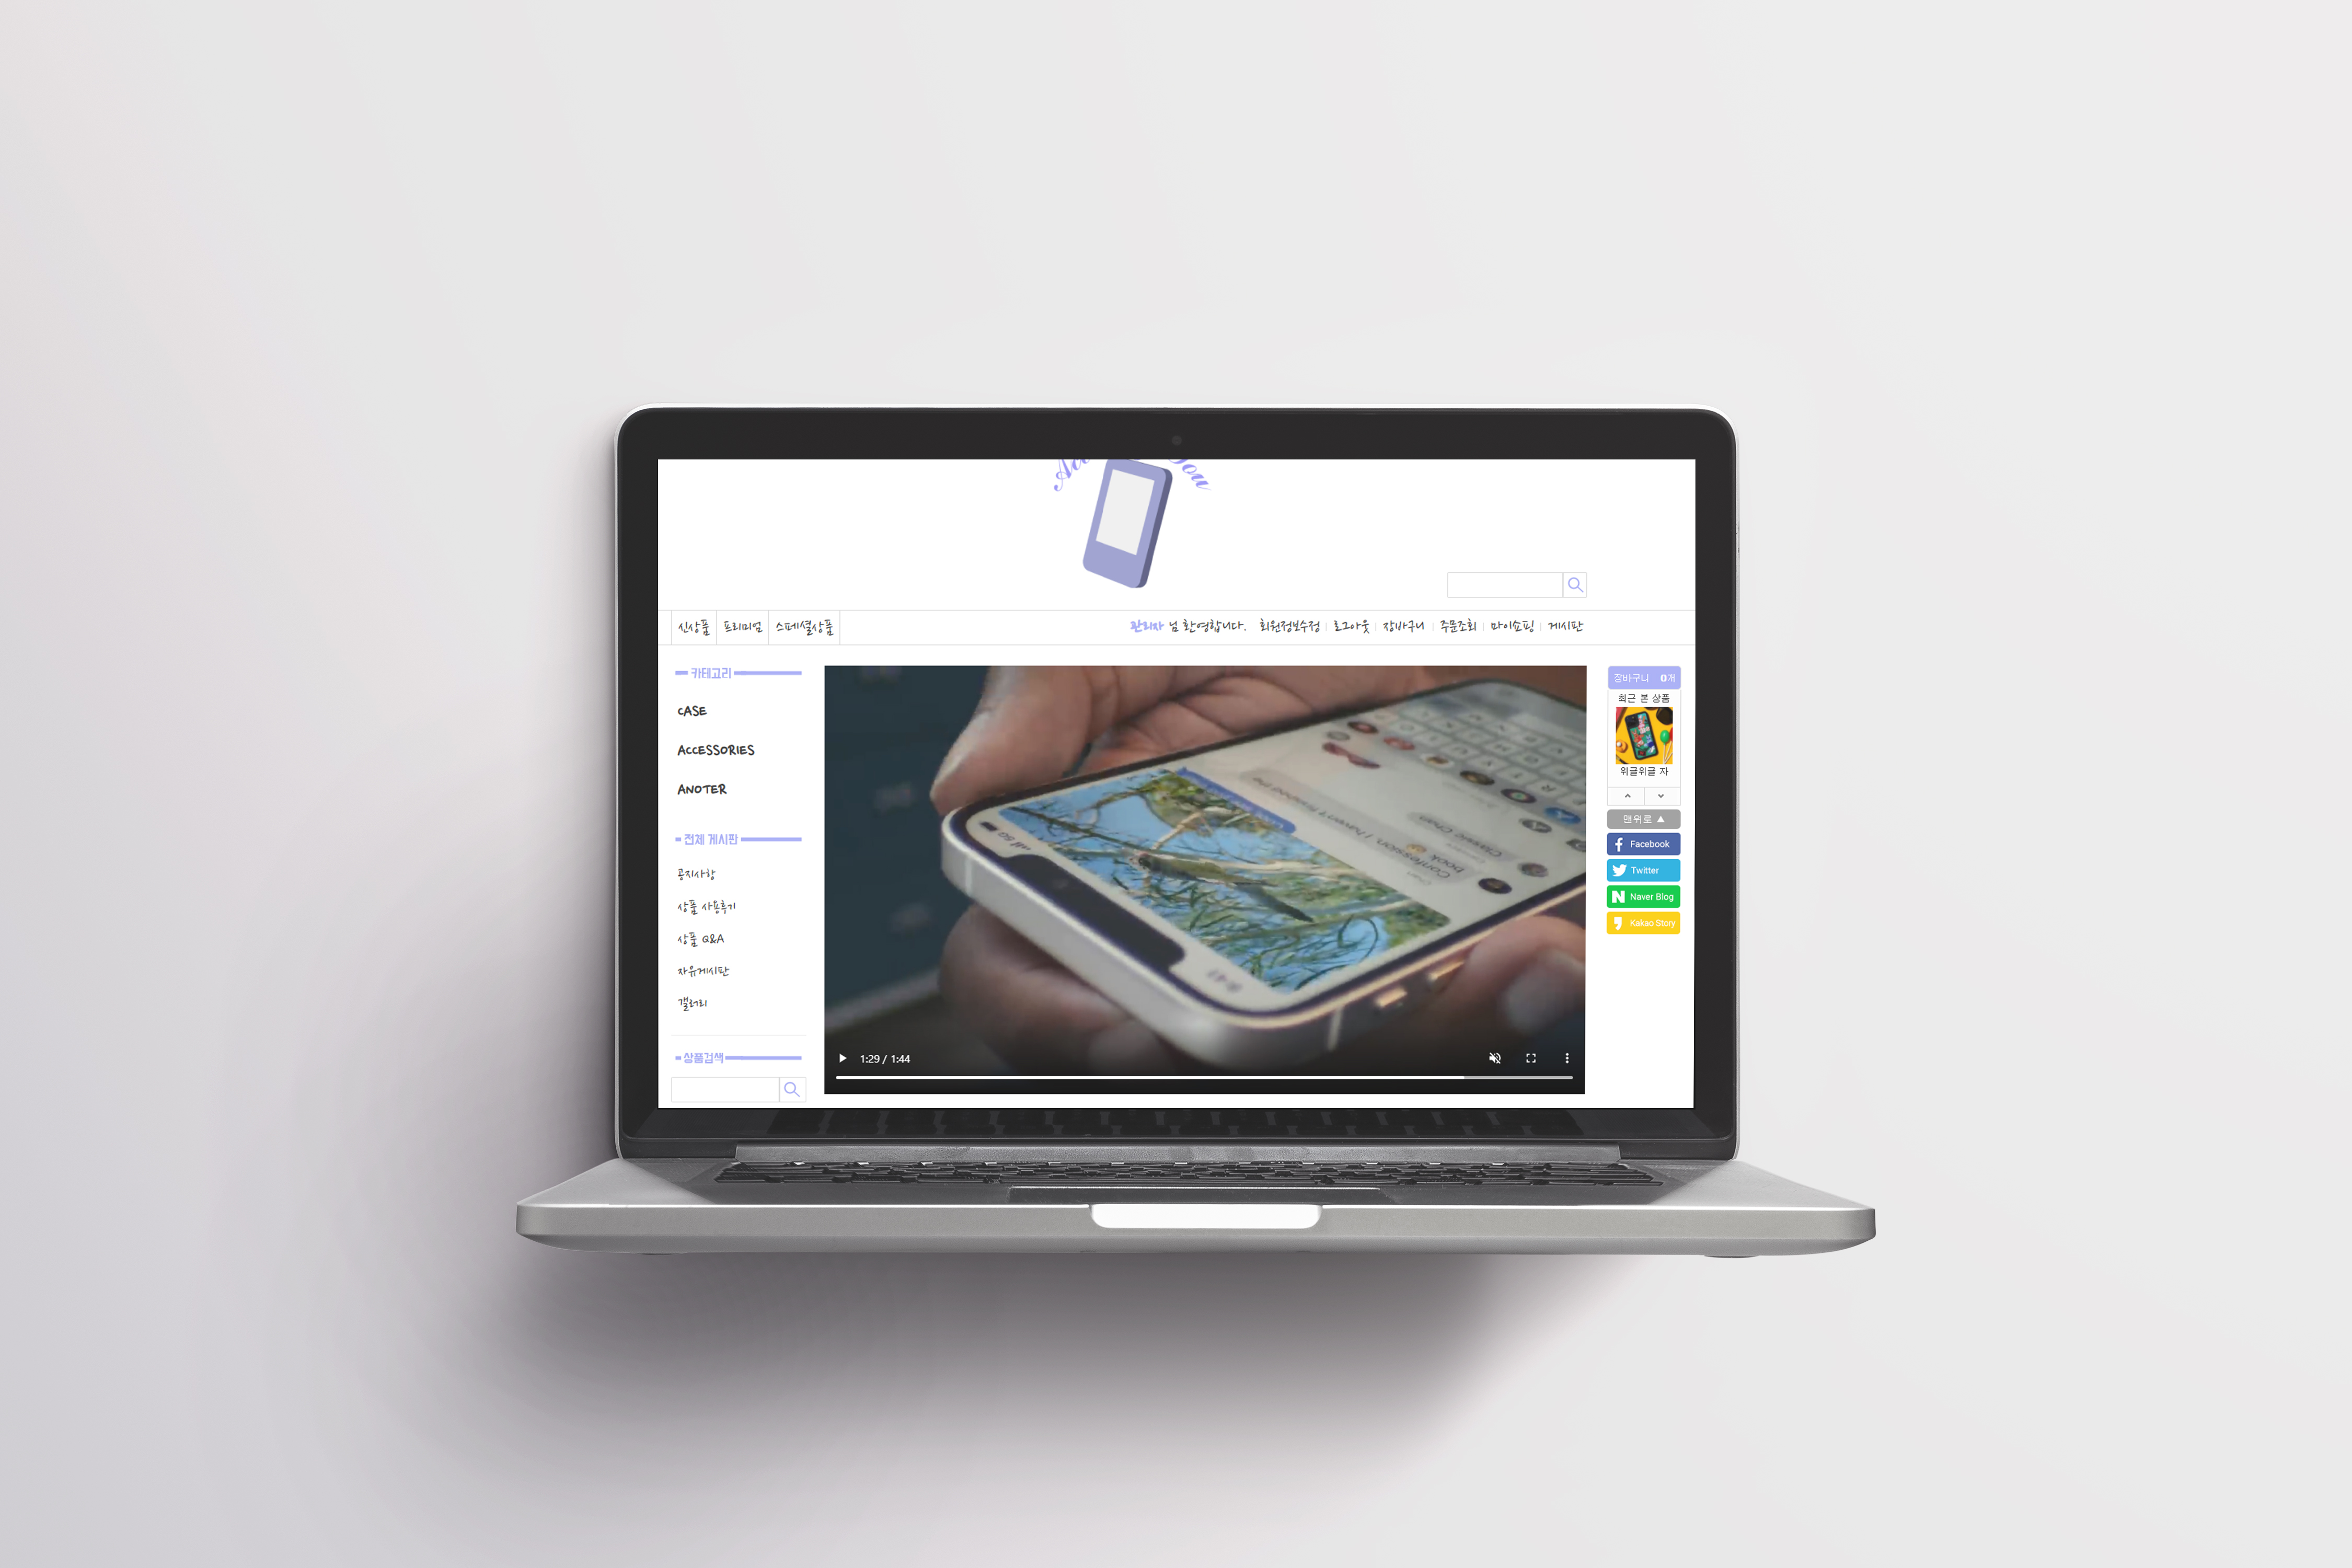 신상품 프리미엄 스페셜상품
관리자 님 환영합니다. 회원정보수정 로그아웃 장바구니 주문조회 마이쇼핑 게시판
카테고리
CASE
ACCESSORIES
ANOTER
전체 게시판
공지사항
상품 사용후기
상품 Q&A
자유게시판
갤러리
상품검색
1:29 / 1:44
장바구니 0개
최근 본 상품
위글위글 자
맨위로 ▲
Facebook
Twitter
Naver Blog
Kakao Story